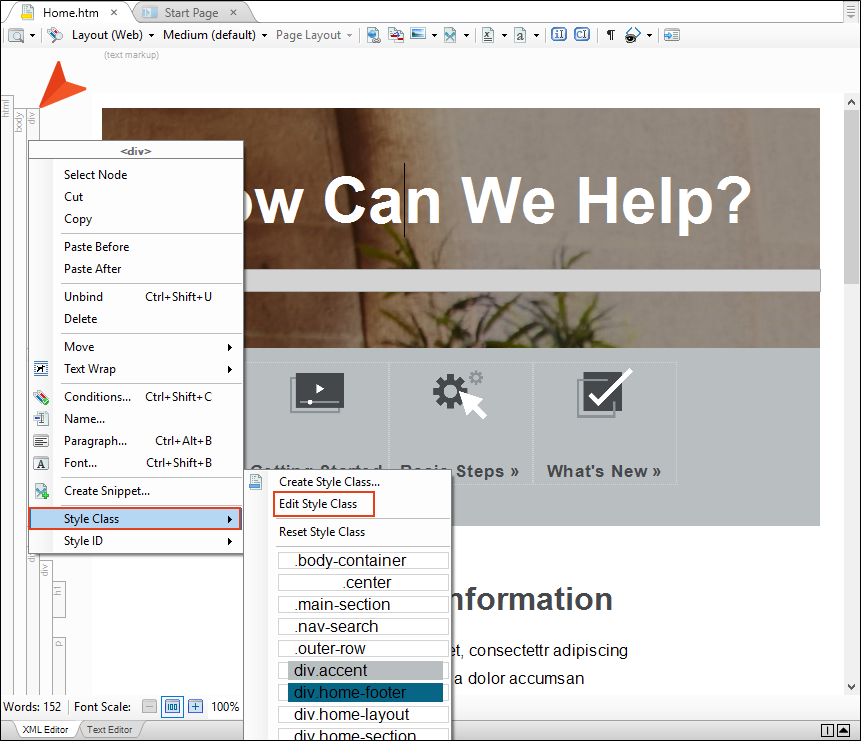 Home.htm × Start Page ×
Layout (Web) Medium (default) Page Layout
(text markup)
html
body
div
<div>
Select Node
Cut
Copy
Paste Before
Paste After
Unbind Ctrl+Shift+U
Delete
Move
Text Wrap
Conditions... Ctrl+Shift+C
Name...
Paragraph... Ctrl+Alt+B
Font... Ctrl+Shift+B
Create Snippet...
Style Class
Style ID
ow Can We Help?
Getting Started
Basic Steps »
What's New »
Create Style Class...
Edit Style Class
Reset Style Class
.body-container
.center
.main-section
.nav-search
.outer-row
div.accent
div.home-footer
div.home-layout
div.home-section
nformation
et, consectettr adipiscing
a dolor accumsan
div
div
h1
p
Words: 152 Font Scale: 100 100%
XML Editor Text Editor